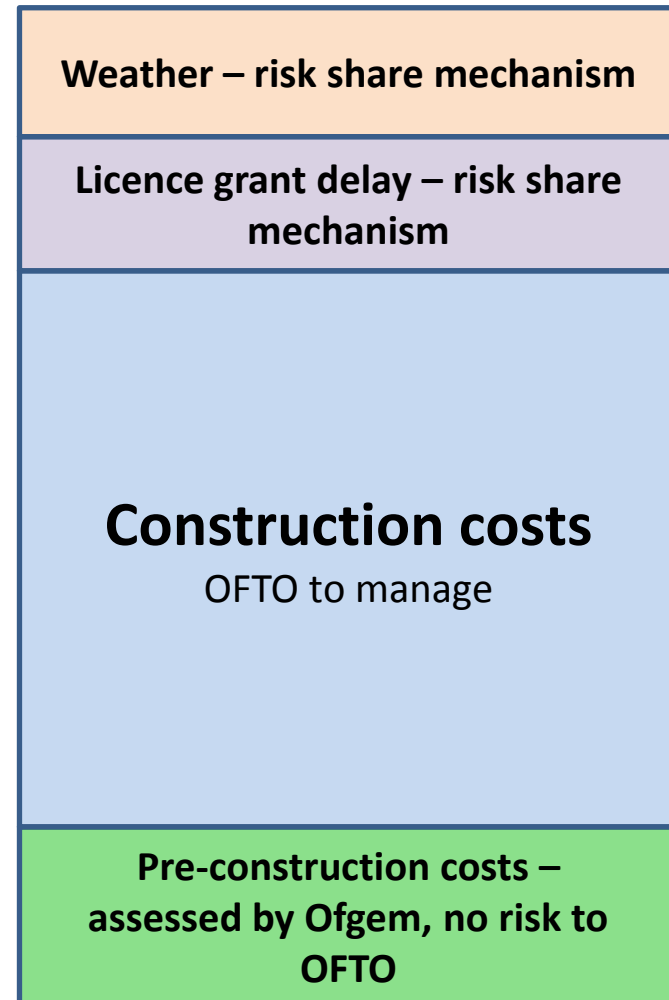 Weather – risk share mechanism
Licence grant delay – risk share
mechanism
Construction costs
OFTO to manage
Pre-construction costs –
assessed by Ofgem, no risk to
OFTO